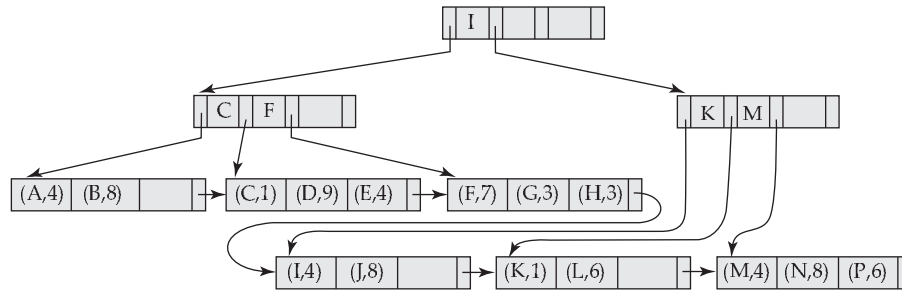 I
C F
K M
(A,4) (B,8)
(C,1) (D,9) (E,4)
(F,7) (G,3) (H,3)
(I,4) (J,8)
(K,1) (L,6)
(M,4) (N,8) (P,6)